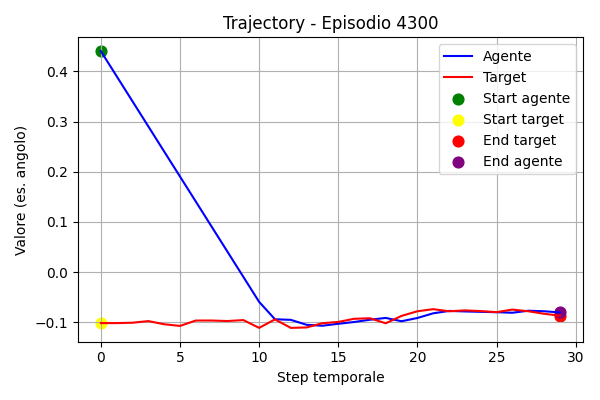 Trajectory - Episodio 4300
Agente
Target
Start agente
Start target
End target
End agente
Valore (es. angolo)
0.4
0.3
0.2
0.1
0.0
−0.1
0 5 10 15 20 25 30
Step temporale